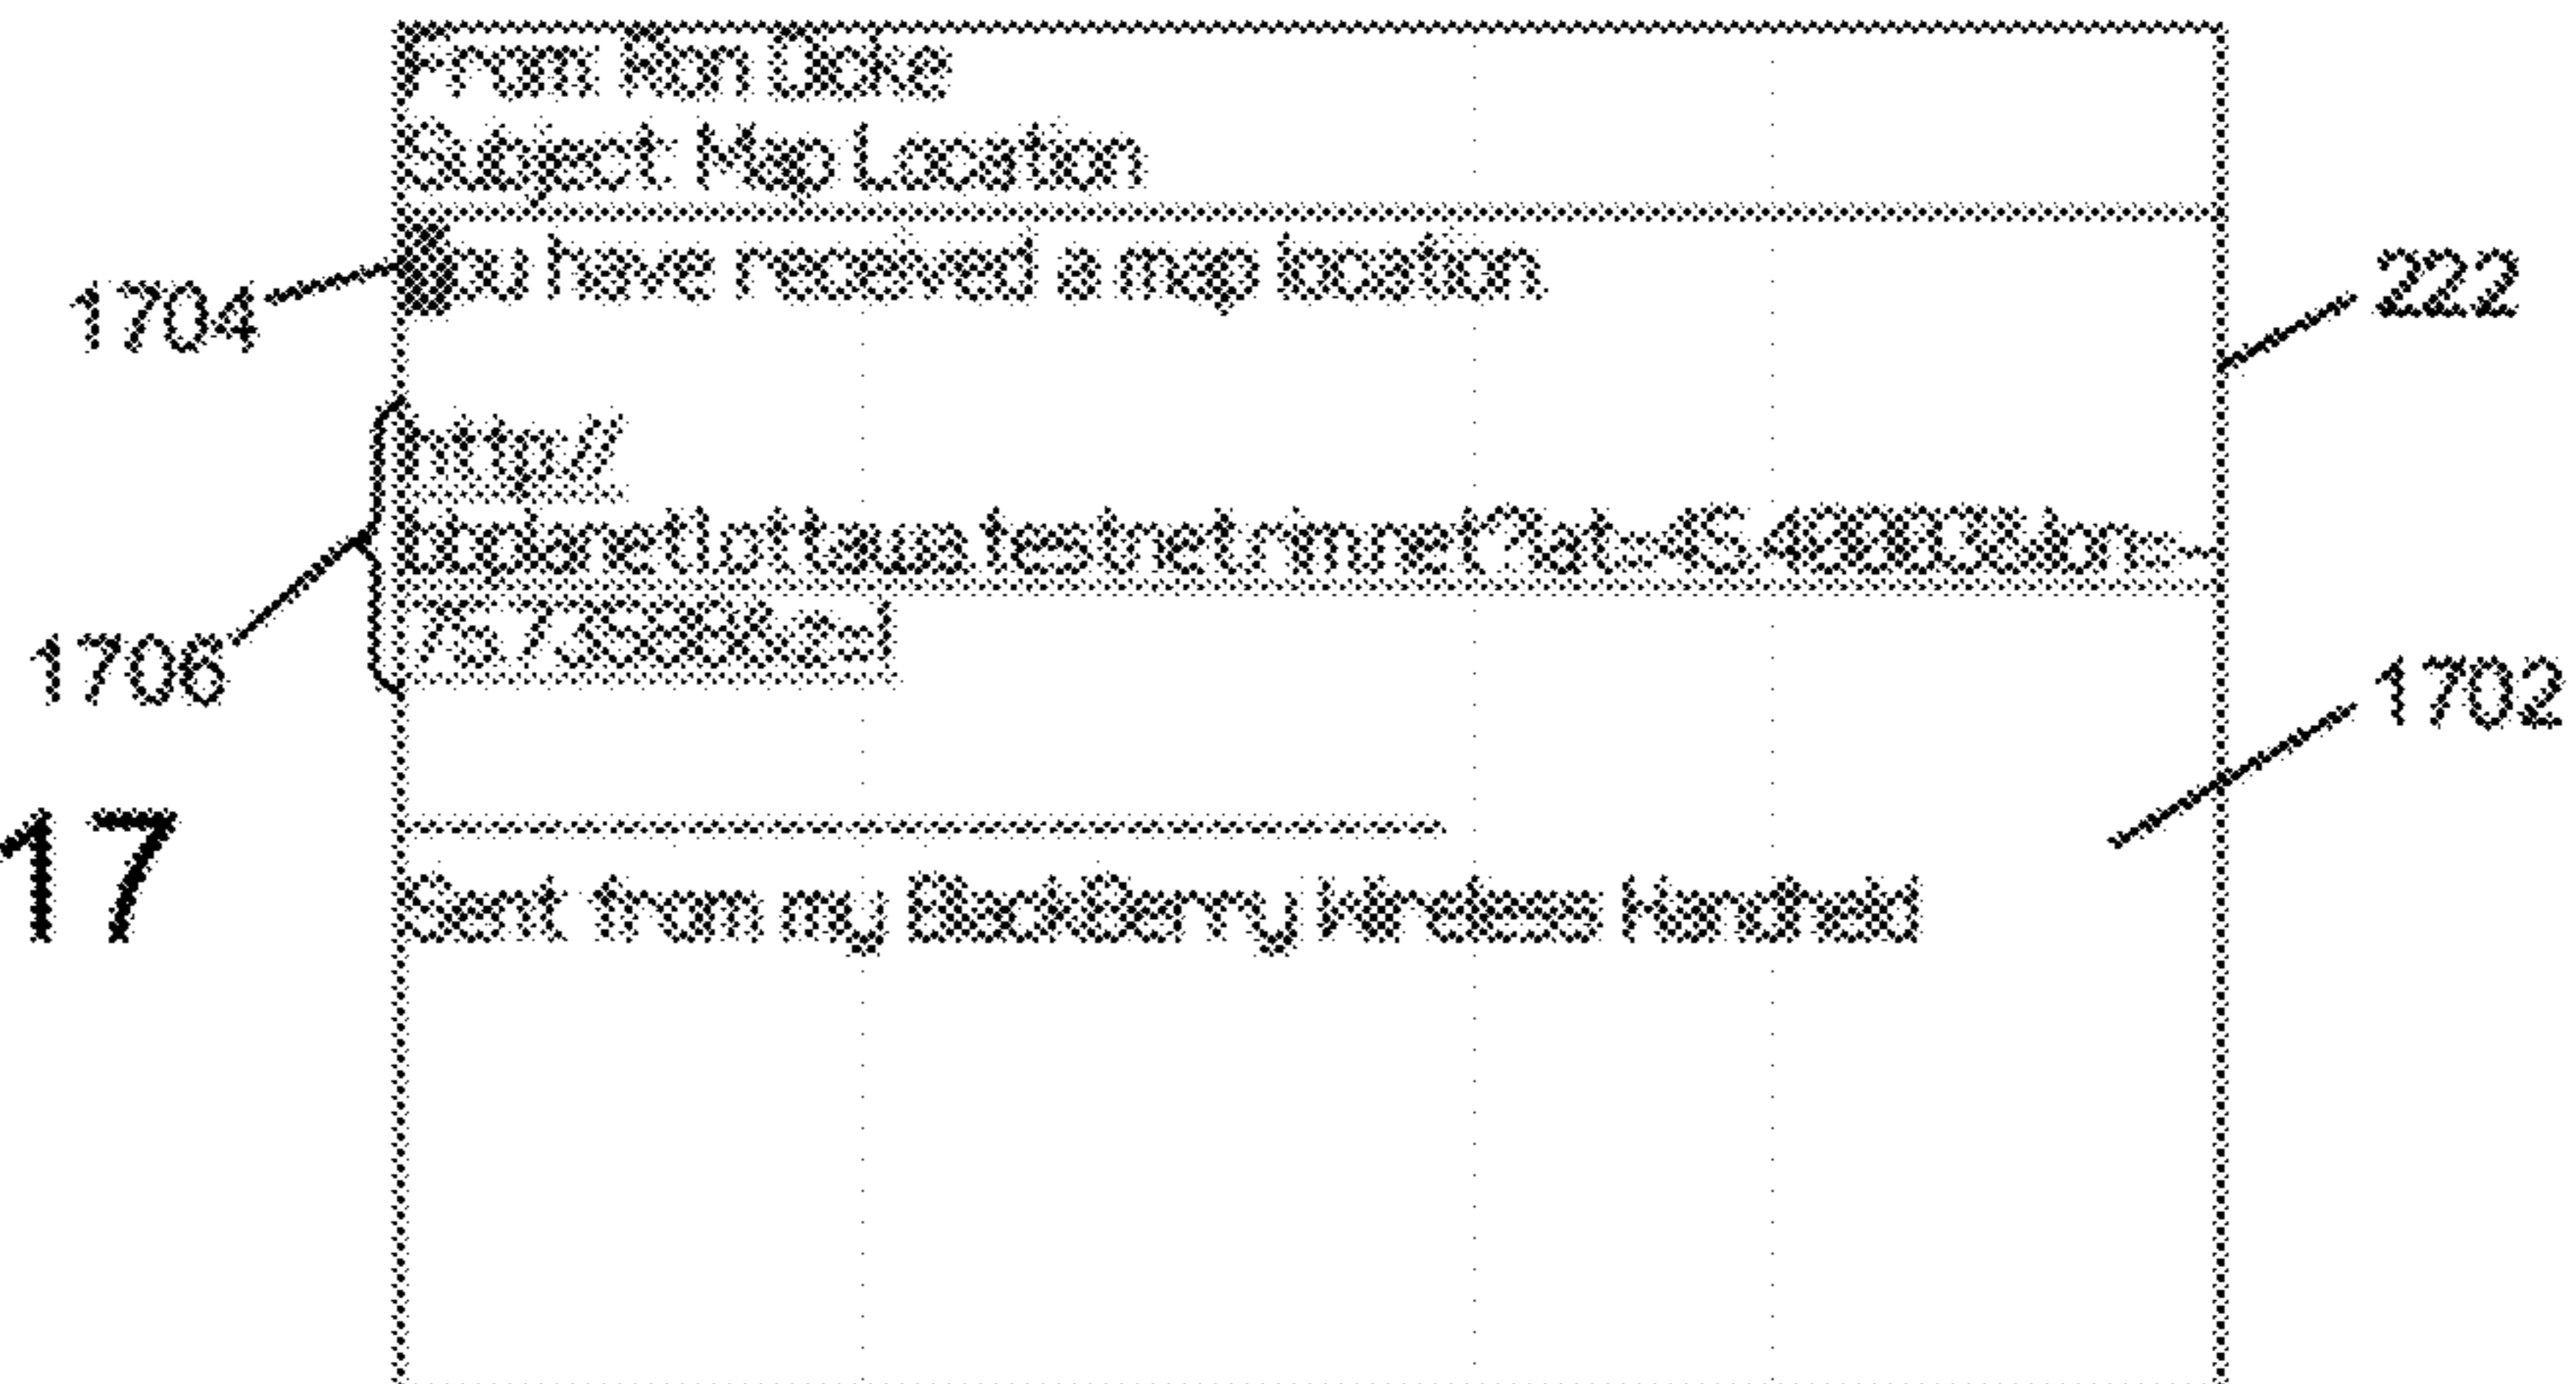 From: Ron Dicke
Subject: Map Location
You have received a map location.
1704
222
http://
1706
1702
17
Sent from my BlackBerry Wireless Handheld